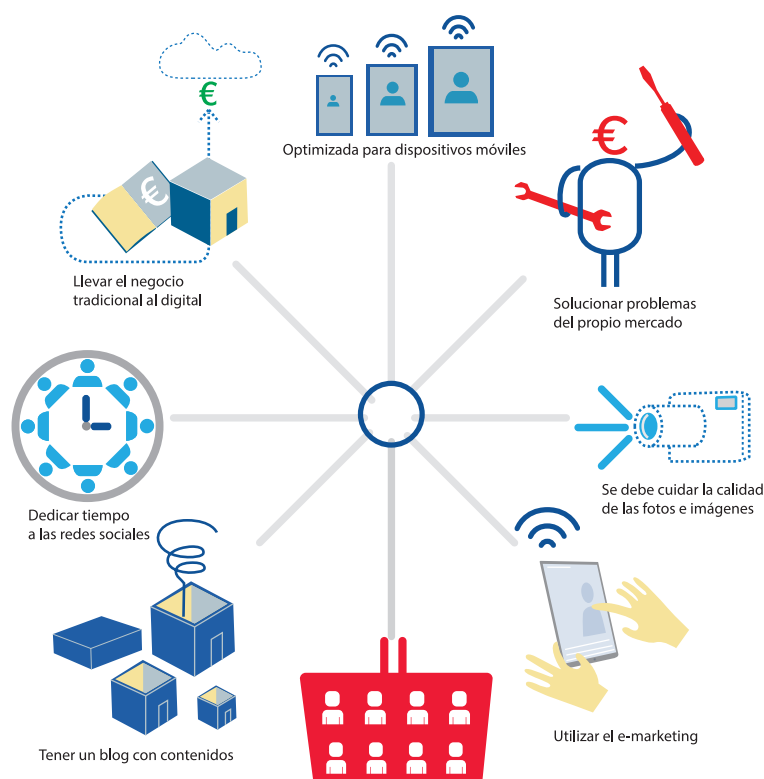 €
Optimizada para dispositivos móviles
€
€
Llevar el negocio
tradicional al digital
Solucionar problemas
del propio mercado
Se debe cuidar la calidad
de las fotos e imágenes
Dedicar tiempo
a las redes sociales
Utilizar el e-marketing
Tener un blog con contenidos